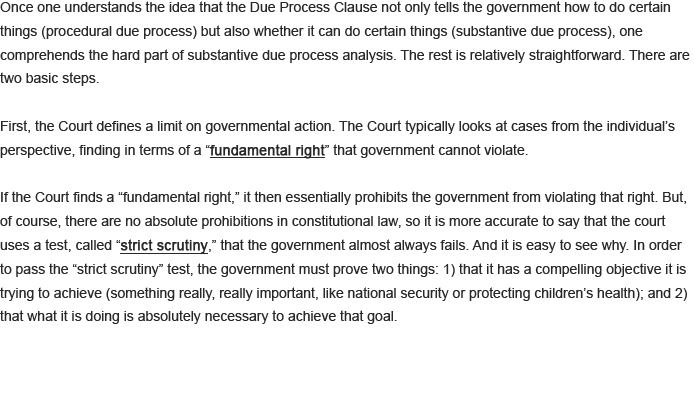 Once one understands the idea that the Due Process Clause not only tells the government how to do certain
things (procedural due process) but also whether it can do certain things (substantive due process), one
comprehends the hard part of substantive due process analysis. The rest is relatively straightforward. There are
two basic steps.
First, the Court defines a limit on governmental action. The Court typically looks at cases from the individual’s
perspective, finding in terms of a “fundamental right” that government cannot violate.
If the Court finds a “fundamental right,” it then essentially prohibits the government from violating that right. But,
of course, there are no absolute prohibitions in constitutional law, so it is more accurate to say that the court
uses a test, called “strict scrutiny,” that the government almost always fails. And it is easy to see why. In order
to pass the “strict scrutiny” test, the government must prove two things: 1) that it has a compelling objective it is
trying to achieve (something really, really important, like national security or protecting children’s health); and 2)
that what it is doing is absolutely necessary to achieve that goal.